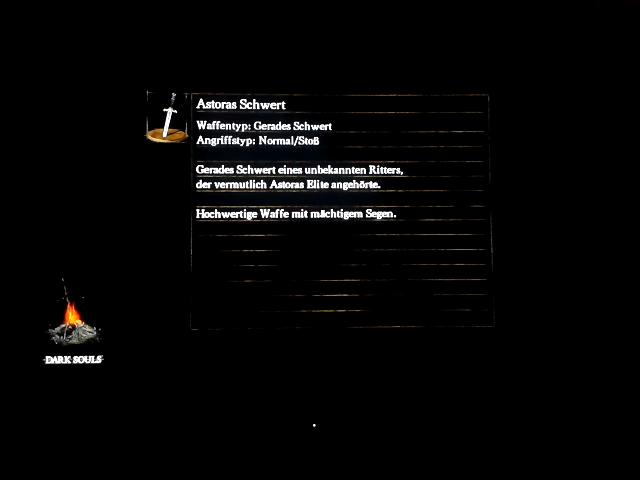 Astoras Schwert
Waffentyp: Gerades Schwert
Angriffstyp: Normal/Stoß
Gerades Schwert eines unbekannten Ritters,
der vermutlich Astoras Elite angehörte.
Hochwertige Waffe mit mächtigem Segen.
DARK SOULS